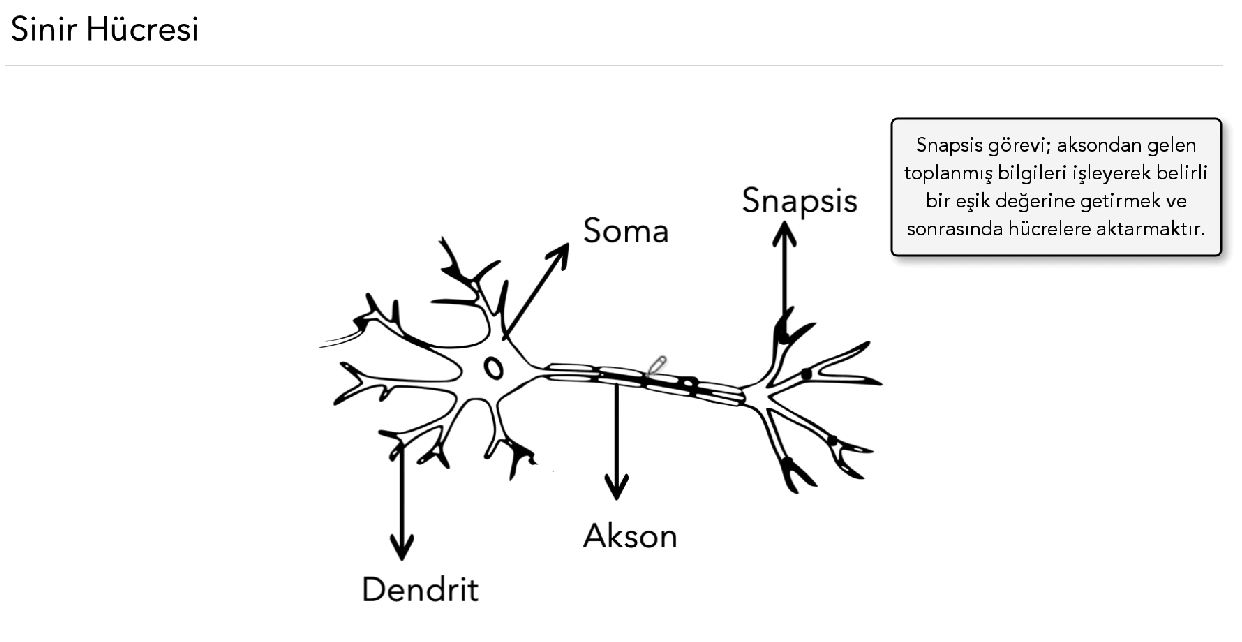 Sinir Hücresi
Snapsis görevi; aksondan gelen
toplanmış bilgileri işleyerek belirli
bir eşik değerine getirmek ve
sonrasında hücrelere aktarmaktır.
Snapsis
Soma
Akson
Dendrit